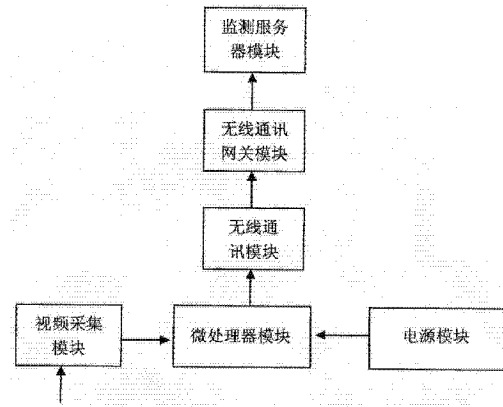 监测服务
器模块
无线通讯
网关模块
无线通
讯模块
视频采集
模块
微处理器模块
电源模块